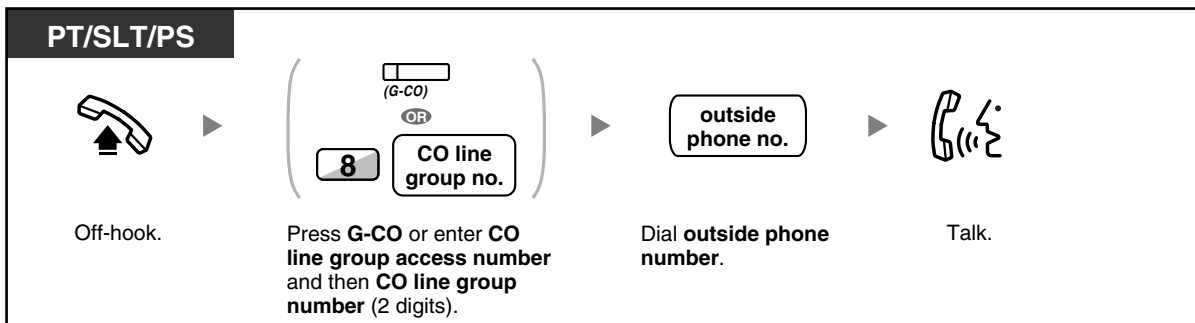 PT/SLT/PS
(G-CO)
OR
8
CO line
group no.
outside
phone no.
Off-hook.
Press G-CO or enter CO
line group access number
and then CO line group
number (2 digits).
Dial outside phone
number.
Talk.